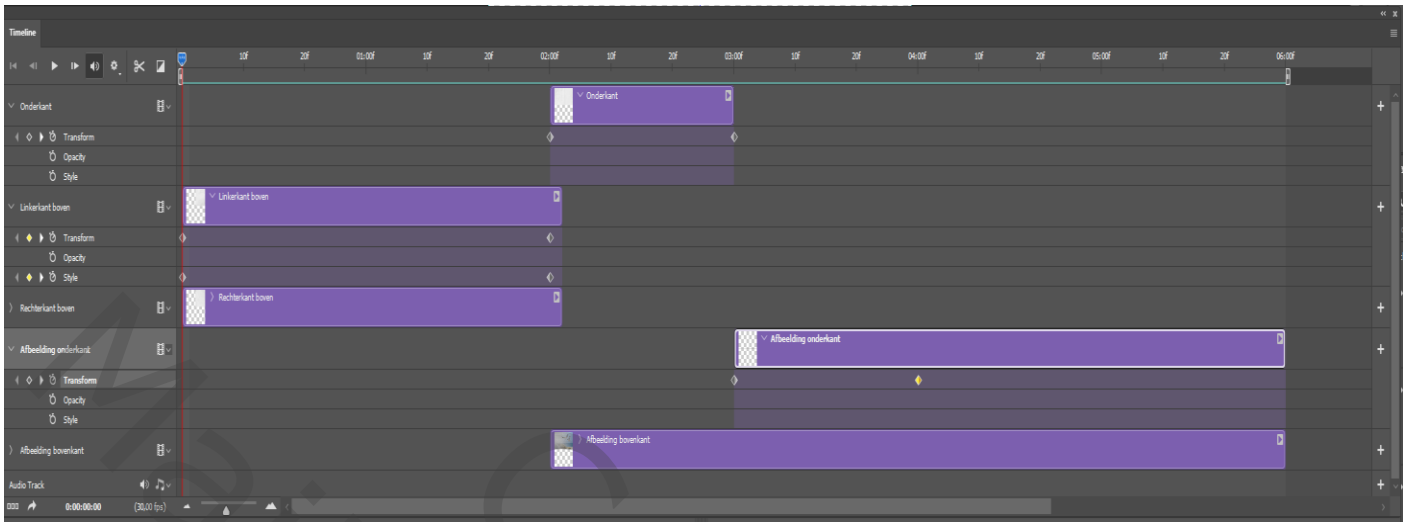 Timeline
10f 20f 01:00f 10f 20f 02:00f 10f 20f 03:00f 10f 20f 04:00f 10f 20f 05:00f 10f 20f 06:00f
Onderkant Onderkant
Transform
Opacity
Style
Linkerkant boven Linkerkant boven
Transform
Opacity
Style
Rechterkant boven Rechterkant boven
Afbeelding onderkant Afbeelding onderkant
Transform
Opacity
Style
Afbeelding bovenkant Afbeelding bovenkant
Audio Track
0:00:00:00 (30,00 fps)